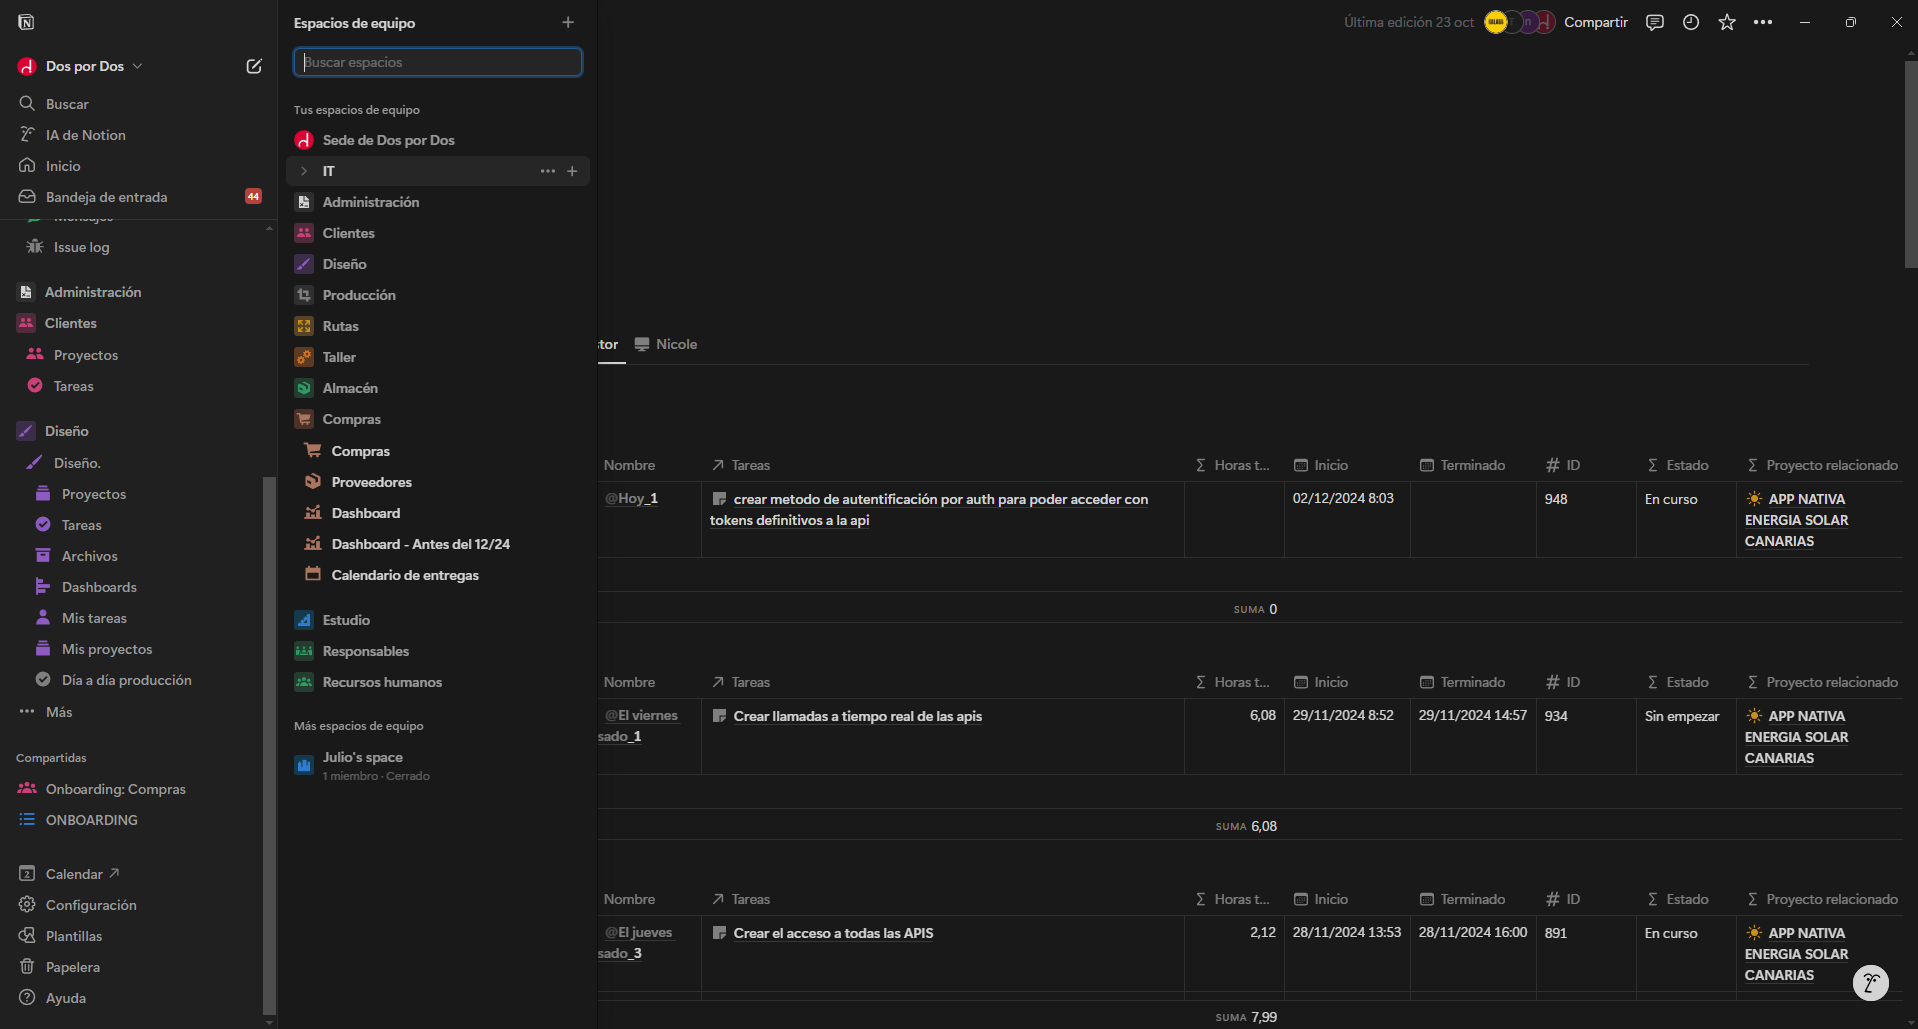 Dos por Dos
Buscar
IA de Notion
Inicio
Bandeja de entrada
44
Mensajes
Issue log
Administración
Clientes
Proyectos
Tareas
Diseño
Diseño.
Proyectos
Tareas
Archivos
Dashboards
Mis tareas
Mis proyectos
Día a día producción
Más
Compartidas
Onboarding: Compras
ONBOARDING
Calendar
Configuración
Plantillas
Papelera
Ayuda
Espacios de equipo
Buscar espacios
Tus espacios de equipo
Sede de Dos por Dos
IT
Administración
Clientes
Diseño
Producción
Rutas
Taller
Almacén
Compras
Compras
Proveedores
Dashboard
Dashboard - Antes del 12/24
Calendario de entregas
Estudio
Responsables
Recursos humanos
Más espacios de equipo
Julio's space
1 miembro · Cerrado
Última edición 23 oct
Compartir
stor
Nicole
Nombre Tareas Horas t... Inicio Terminado ID Estado Proyecto relacionado
@Hoy_1 crear metodo de autentificación por auth para poder acceder con 02/12/2024 8:03 948 En curso APP NATIVA
tokens definitivos a la api ENERGIA SOLAR
CANARIAS
SUMA 0
Nombre Tareas Horas t... Inicio Terminado ID Estado Proyecto relacionado
@El viernes Crear llamadas a tiempo real de las apis 6,08 29/11/2024 8:52 29/11/2024 14:57 934 Sin empezar APP NATIVA
sado_1 ENERGIA SOLAR
CANARIAS
SUMA 6,08
Nombre Tareas Horas t... Inicio Terminado ID Estado Proyecto relacionado
@El jueves Crear el acceso a todas las APIS 2,12 28/11/2024 13:53 28/11/2024 16:00 891 En curso APP NATIVA
sado_3 ENERGIA SOLAR
CANARIAS
SUMA 7,99